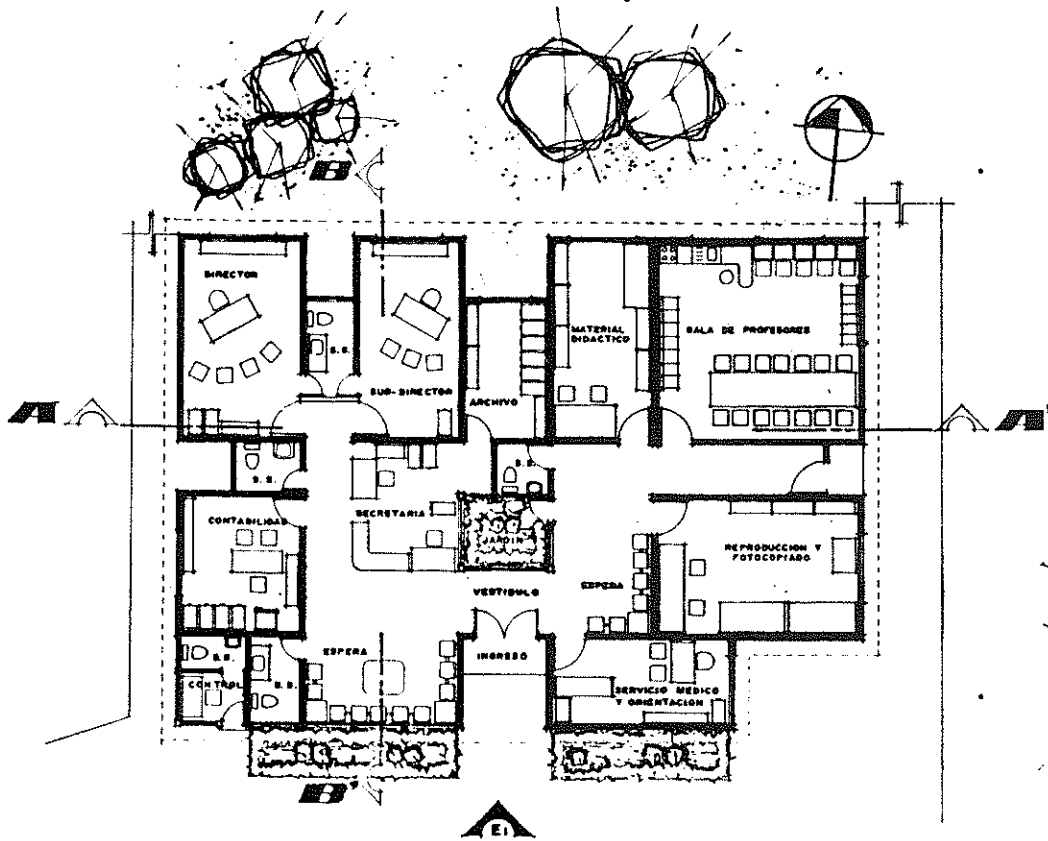 B
DIRECTOR
S.S.
SUB-DIRECTOR
ARCHIVO
MATERIAL
DIDACTICO
SALA DE PROFESORES
A
A'
S.S.
S.S.
CONTABILIDAD
SECRETARIA
JARDIN
REPRODUCCION Y
FOTOCOPIADO
VESTIBULO
ESPERA
ESPERA
INGRESO
S.S.
CONTROL
S.S.
SERVICIO MEDICO
Y ORIENTACION
B'
E1